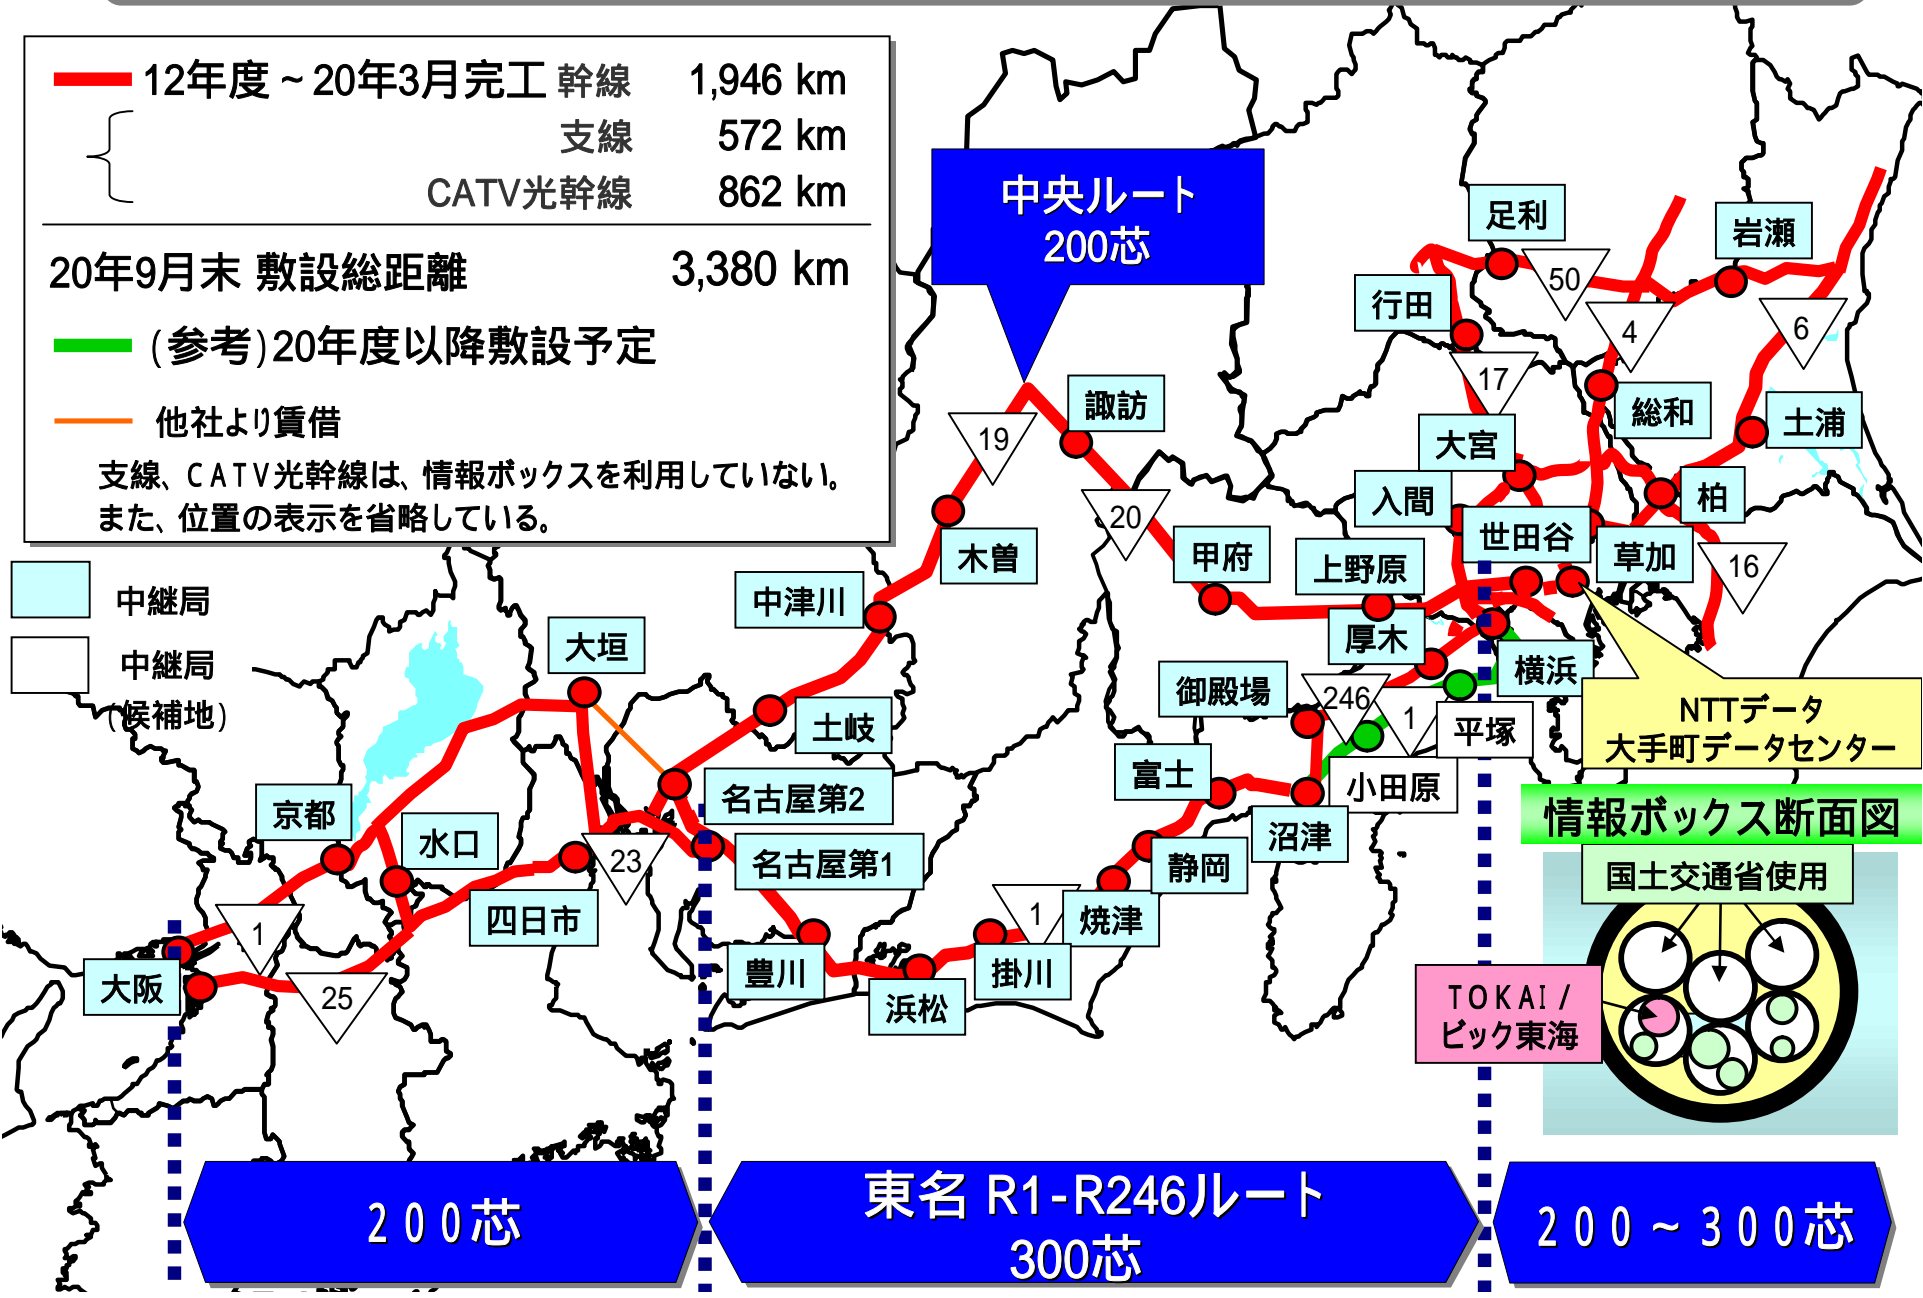 12年度~20年3月完工 幹線 1,946 km
支線 572 km
CATV光幹線 862 km
20年9月末 敷設総距離 3,380 km
(参考)20年度以降敷設予定
他社より賃借
支線、CATV光幹線は、情報ボックスを利用していない。
また、位置の表示を省略している。
中継局
中継局
(候補地)
中央ルート
200芯
足利
岩瀬
50
行田
4
6
17
総和
土浦
諏訪
19
大宮
入間
柏
20
木曽
世田谷
草加
16
甲府
上野原
中津川
厚木
大垣
横浜
御殿場
246
1
平塚
土岐
NTTデータ
大手町データセンター
富士
小田原
名古屋第2
京都
水口
沼津
情報ボックス断面図
23
名古屋第1
静岡
国土交通省使用
1
四日市
1
焼津
大阪
25
豊川
浜松
掛川
TOKAI/
ビック東海
200芯
東名 R1-R246ルート
300芯
200~300芯